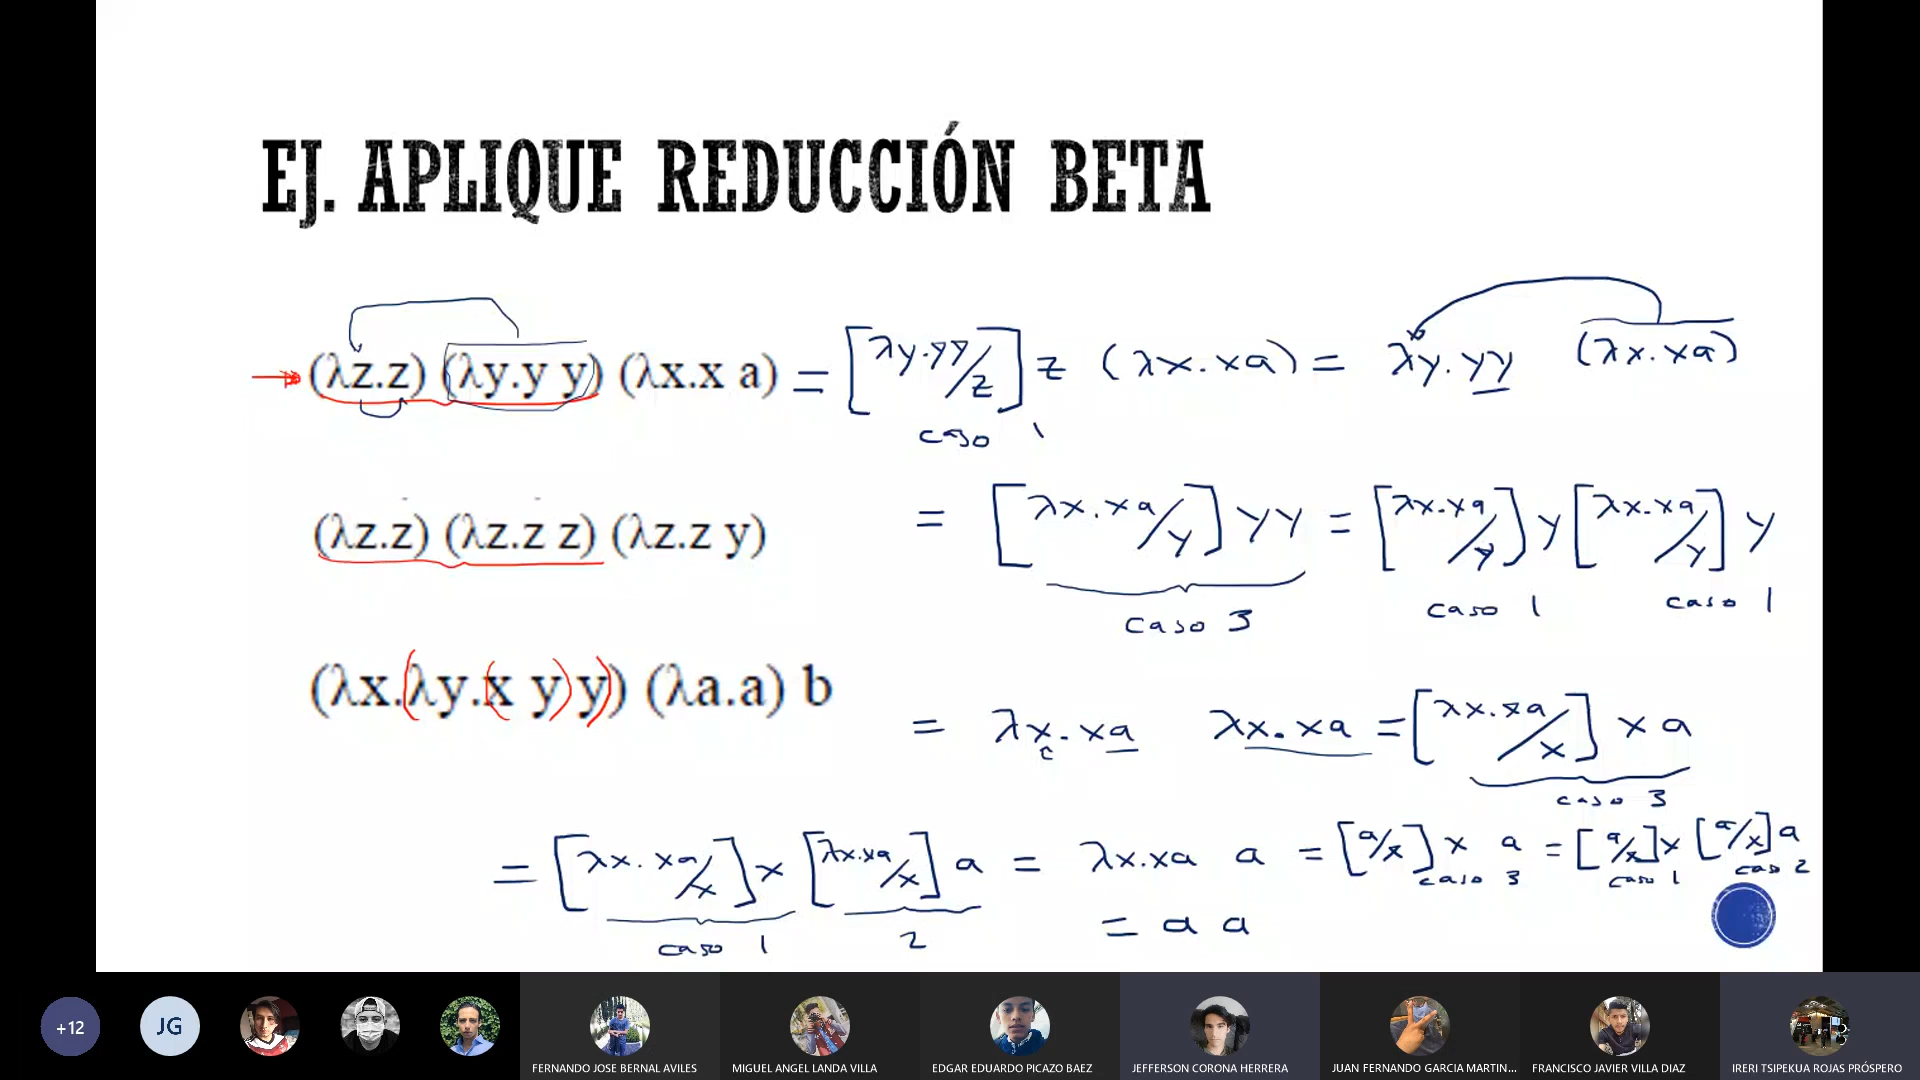 EJ. APLIQUE REDUCCIÓN BETA
(λz.z) (λy.y y) (λx.x a) = [λy.yy/z] z (λx.xa) = λy.yy (λx.xa)
caso 1
(λz.z) (λz.z z) (λz.z y)
= [λx.xa/y] yy = [λx.xa/y] y [λx.xa/y] y
caso 3 caso 1 caso 1
(λx.(λy.(x y) y)) (λa.a) b
= λx.xa λx.xa = [λx.xa/x] x a
caso 3
= [λx.xa/x] x [λx.xa/x] a = λx.xa a = [a/x] x a = [a/x] x [a/x] a
caso 1 2 caso 3 caso 1 caso 2
= a a
+12 JG
FERNANDO JOSE BERNAL AVILES MIGUEL ANGEL LANDA VILLA EDGAR EDUARDO PICAZO BAEZ JEFFERSON CORONA HERRERA JUAN FERNANDO GARCIA MARTIN... FRANCISCO JAVIER VILLA DIAZ IRERI TSIPEKUA ROJAS PRÓSPERO